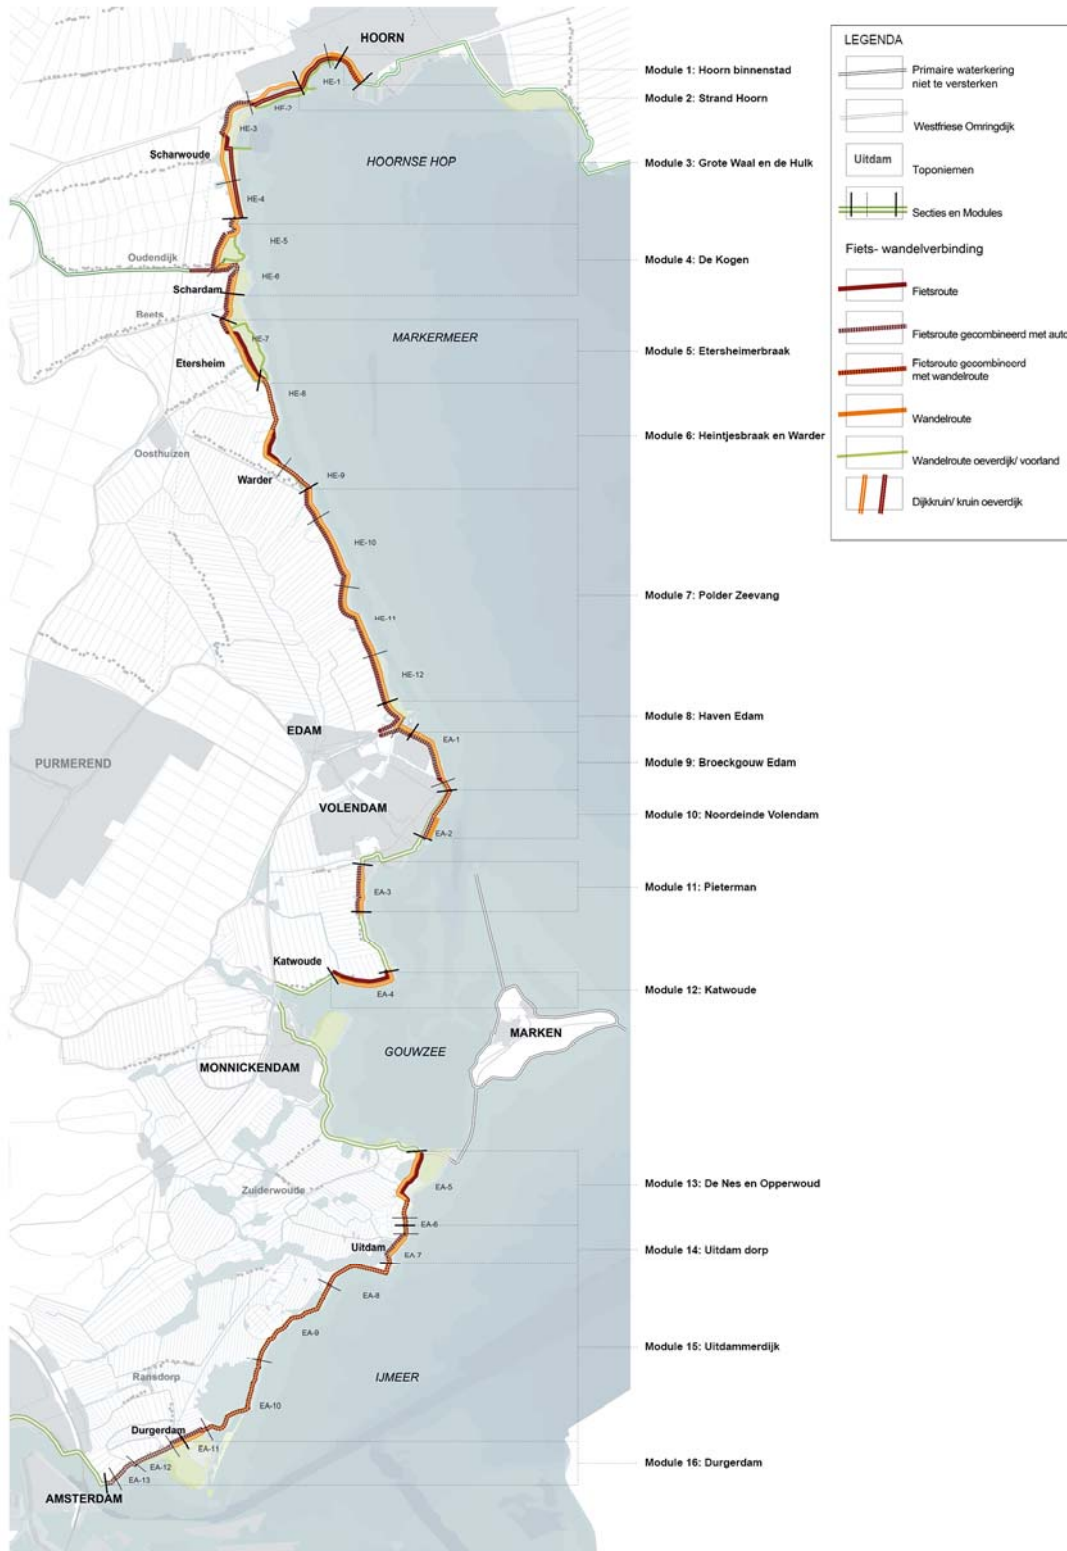 HOORN
HE-1
HE-2
HE-3
Scharwoude
HOORNSE HOP
HE-4
HE-5
Oudendijk
HE-6
Schardam
Beets
MARKERMEER
HE-7
Etersheim
HE-8
Oosthuizen
Warder
HE-9
HE-10
HE-11
HE-12
EDAM
EA-1
PURMEREND
VOLENDAM
EA-2
EA-3
Katwoude
EA-4
MARKEN
GOUWZEE
MONNICKENDAM
EA-5
Zuiderwoude
EA-6
Uitdam
EA-7
EA-8
EA-9
Ransdorp
IJMEER
EA-10
Durgerdam
EA-11
EA-12
EA-13
AMSTERDAM
Module 1: Hoorn binnenstad
Module 2: Strand Hoorn
Module 3: Grote Waal en de Hulk
Module 4: De Kogen
Module 5: Etersheimerbraak
Module 6: Heintjesbraak en Warder
Module 7: Polder Zeevang
Module 8: Haven Edam
Module 9: Broeckgouw Edam
Module 10: Noordeinde Volendam
Module 11: Pieterman
Module 12: Katwoude
Module 13: De Nes en Opperwoud
Module 14: Uitdam dorp
Module 15: Uitdammerdijk
Module 16: Durgerdam
LEGENDA
Primaire waterkering
niet te versterken
Westfriese Omringdijk
Uitdam
Toponiemen
Secties en Modules
Fiets- wandelverbinding
Fietsroute
Fietsroute gecombineerd met auto
Fietsroute gecombineerd
met wandelroute
Wandelroute
Wandelroute oeverdijk/ voorland
Dijkkruin/ kruin oeverdijk